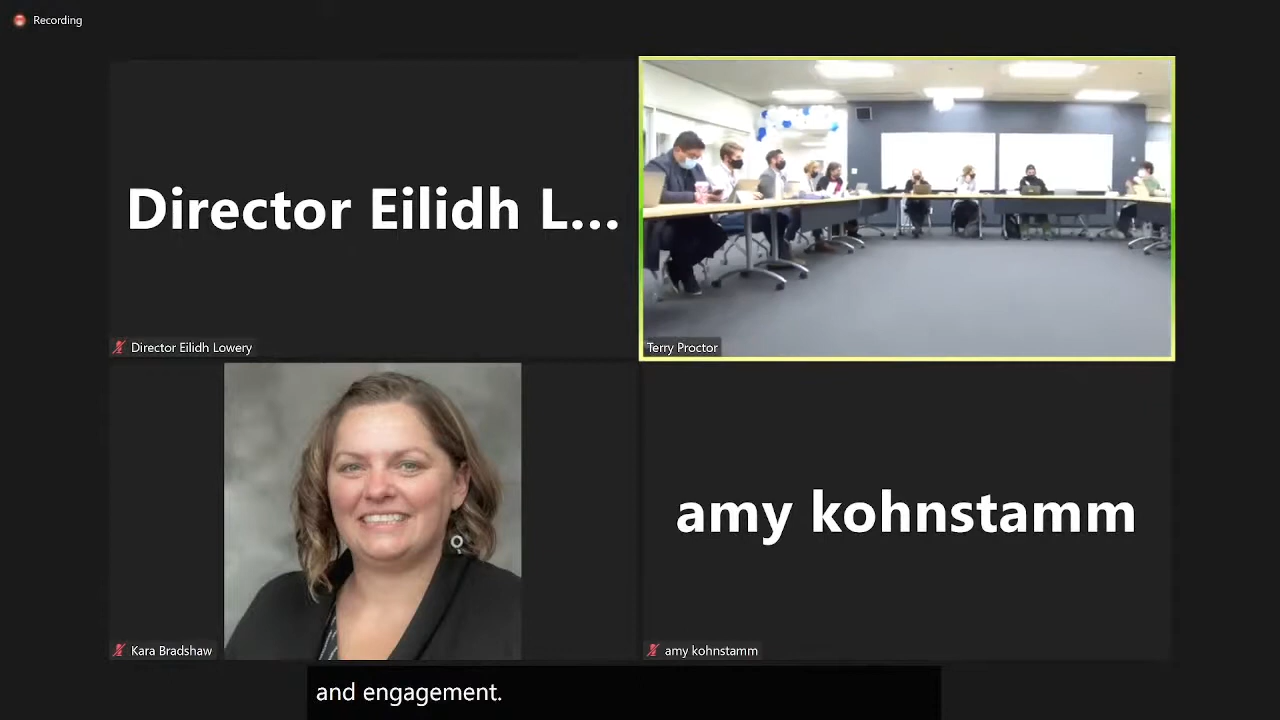 Recording
Director Eilidh L...
Director Eilidh Lowery
Terry Proctor
Kara Bradshaw
amy kohnstamm
amy kohnstamm
and engagement.